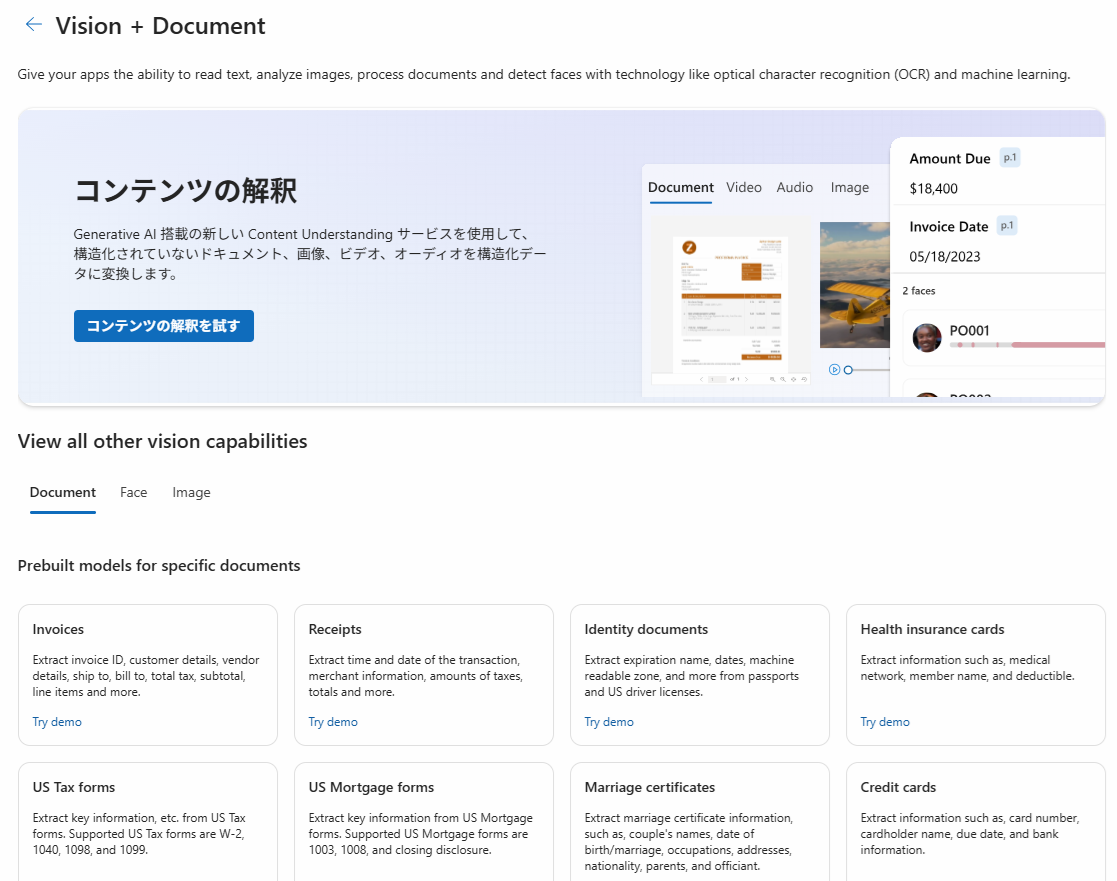 Vision + Document
Give your apps the ability to read text, analyze images, process documents and detect faces with technology like optical character recognition (OCR) and machine learning.
コンテンツの解釈
Generative AI 搭載の新しい Content Understanding サービスを使用して、
構造化されていないドキュメント、画像、ビデオ、オーディオを構造化デー
タに変換します。
コンテンツの解釈を試す
Document Video Audio Image
Amount Due p.1
$18,400
Invoice Date p.1
05/18/2023
2 faces
PO001
View all other vision capabilities
Document Face Image
Prebuilt models for specific documents
Invoices
Extract invoice ID, customer details, vendor
details, ship to, bill to, total tax, subtotal,
line items and more.
Try demo
Receipts
Extract time and date of the transaction,
merchant information, amounts of taxes,
totals and more.
Try demo
Identity documents
Extract expiration name, dates, machine
readable zone, and more from passports
and US driver licenses.
Try demo
Health insurance cards
Extract information such as, medical
network, member name, and deductible.
Try demo
US Tax forms
Extract key information, etc. from US Tax
forms. Supported US Tax forms are W-2,
1040, 1098, and 1099.
US Mortgage forms
Extract key information from US Mortgage
forms. Supported US Mortgage forms are
1003, 1008, and closing disclosure.
Marriage certificates
Extract marriage certificate information,
such as, couple's names, date of
birth/marriage, occupations, addresses,
nationality, parents, and officiant.
Credit cards
Extract information such as, card number,
cardholder name, due date, and bank
information.